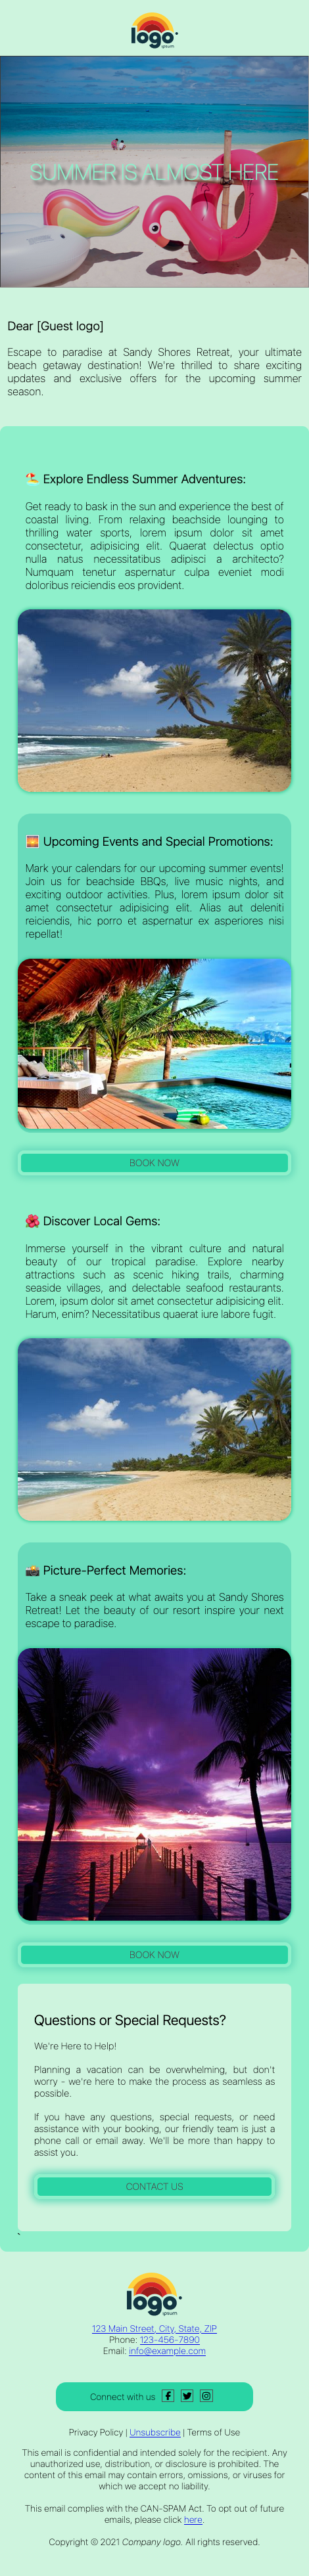 logo
ipsum
SUMMER IS ALMOST HERE
Dear [Guest logo]
Escape to paradise at Sandy Shores Retreat, your ultimate
beach getaway destination! We're thrilled to share exciting
updates and exclusive offers for the upcoming summer
season.
Explore Endless Summer Adventures:
Get ready to bask in the sun and experience the best of
coastal living. From relaxing beachside lounging to
thrilling water sports, lorem ipsum dolor sit amet
consectetur, adipisicing elit. Quaerat delectus optio
nulla natus necessitatibus adipisci a architecto?
Numquam tenetur aspernatur culpa eveniet modi
doloribus reiciendis eos provident.
Upcoming Events and Special Promotions:
Mark your calendars for our upcoming summer events!
Join us for beachside BBQs, live music nights, and
exciting outdoor activities. Plus, lorem ipsum dolor sit
amet consectetur adipisicing elit. Alias aut deleniti
reiciendis, hic porro et aspernatur ex asperiores nisi
repellat!
BOOK NOW
Discover Local Gems:
Immerse yourself in the vibrant culture and natural
beauty of our tropical paradise. Explore nearby
attractions such as scenic hiking trails, charming
seaside villages, and delectable seafood restaurants.
Lorem, ipsum dolor sit amet consectetur adipisicing elit.
Harum, enim? Necessitatibus quaerat iure labore fugit.
Picture-Perfect Memories:
Take a sneak peek at what awaits you at Sandy Shores
Retreat! Let the beauty of our resort inspire your next
escape to paradise.
BOOK NOW
Questions or Special Requests?
We're Here to Help!
Planning a vacation can be overwhelming, but don't
worry - we're here to make the process as seamless as
possible.
If you have any questions, special requests, or need
assistance with your booking, our friendly team is just a
phone call or email away. We'll be more than happy to
assist you.
CONTACT US
`
logo
ipsum
123 Main Street, City, State, ZIP
Phone: 123-456-7890
Email: info@example.com
Connect with us
Privacy Policy | Unsubscribe | Terms of Use
This email is confidential and intended solely for the recipient. Any
unauthorized use, distribution, or disclosure is prohibited. The
content of this email may contain errors, omissions, or viruses for
which we accept no liability.
This email complies with the CAN-SPAM Act. To opt out of future
emails, please click here.
Copyright © 2021 Company logo. All rights reserved.